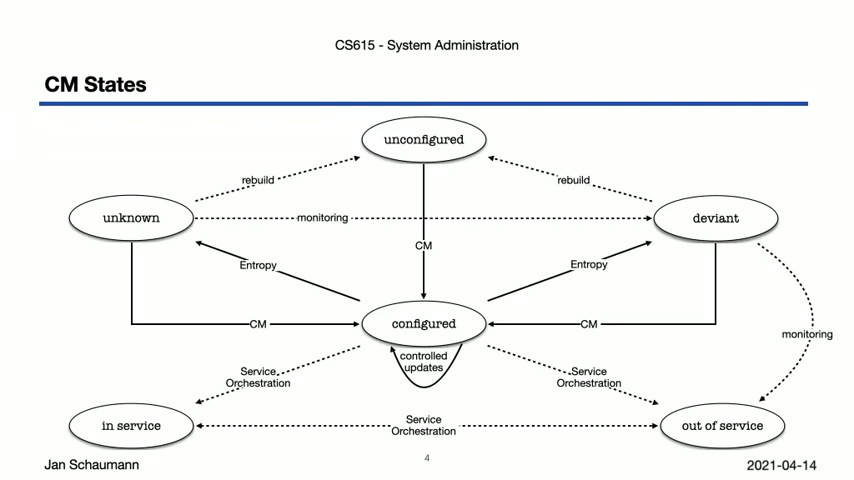 CS615 - System Administration
CM States
unconfigured
rebuild
rebuild
unknown
monitoring
deviant
CM
Entropy
Entropy
CM
configured
CM
controlled
updates
monitoring
Service
Orchestration
Service
Orchestration
in service
Service
Orchestration
out of service
Jan Schaumann
4
2021-04-14